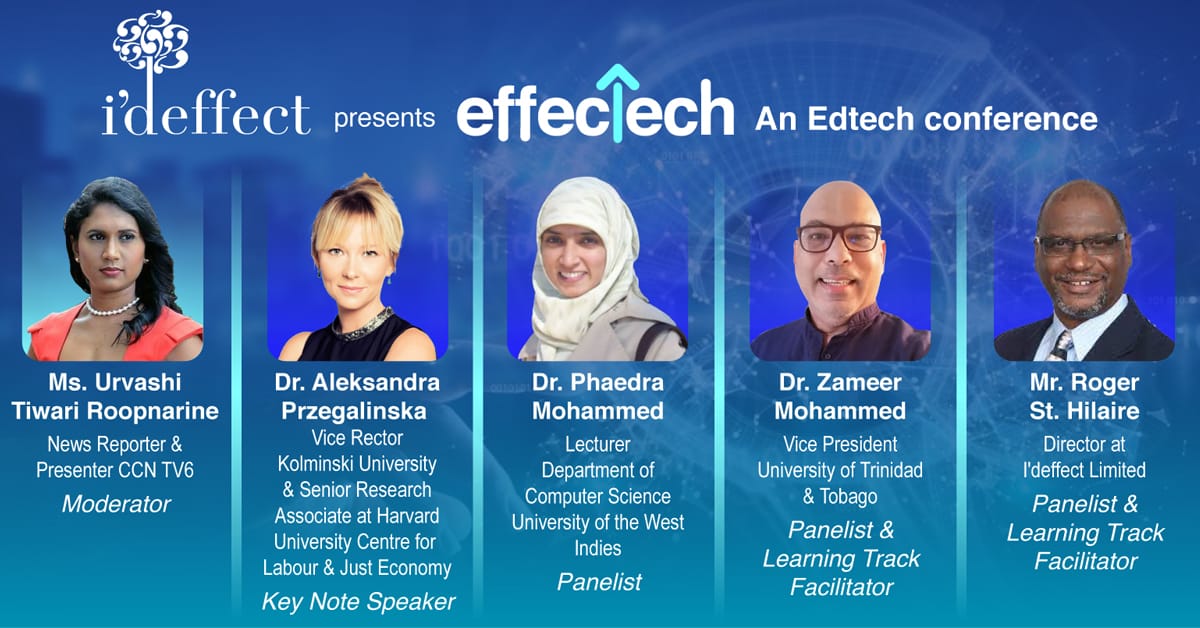 i'deffect presents effectech An Edtech conference
Ms. Urvashi
Tiwari Roopnarine
News Reporter &
Presenter CCN TV6
Moderator
Dr. Aleksandra
Przegalinska
Vice Rector
Kolminski University
& Senior Research
Associate at Harvard
University Centre for
Labour & Just Economy
Key Note Speaker
Dr. Phaedra
Mohammed
Lecturer
Department of
Computer Science
University of the West
Indies
Panelist
Dr. Zameer
Mohammed
Vice President
University of Trinidad
& Tobago
Panelist &
Learning Track
Facilitator
Mr. Roger
St. Hilaire
Director at
I'deffect Limited
Panelist &
Learning Track
Facilitator